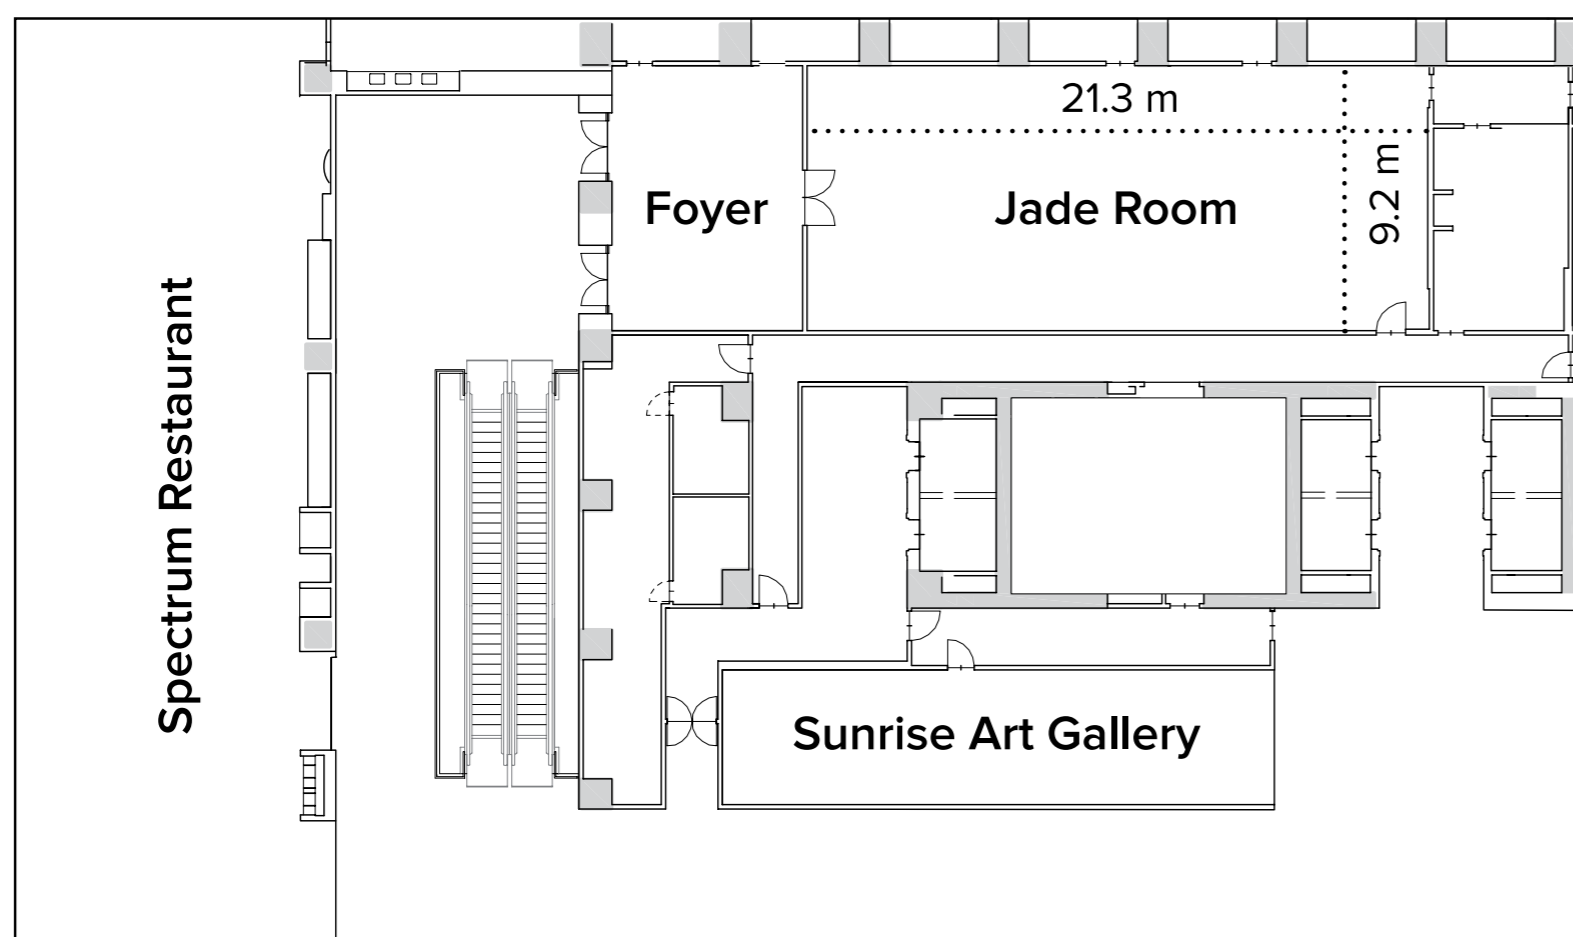 21.3 m
9.2 m
Foyer
Jade Room
Spectrum Restaurant
Sunrise Art Gallery